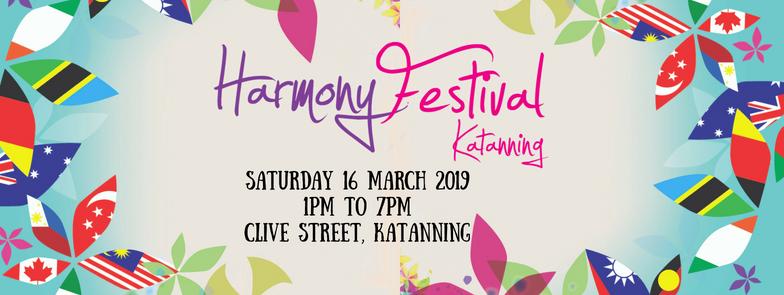 Harmony Festival
Katanning
SATURDAY 16 MARCH 2019
1PM TO 7PM
CLIVE STREET, KATANNING